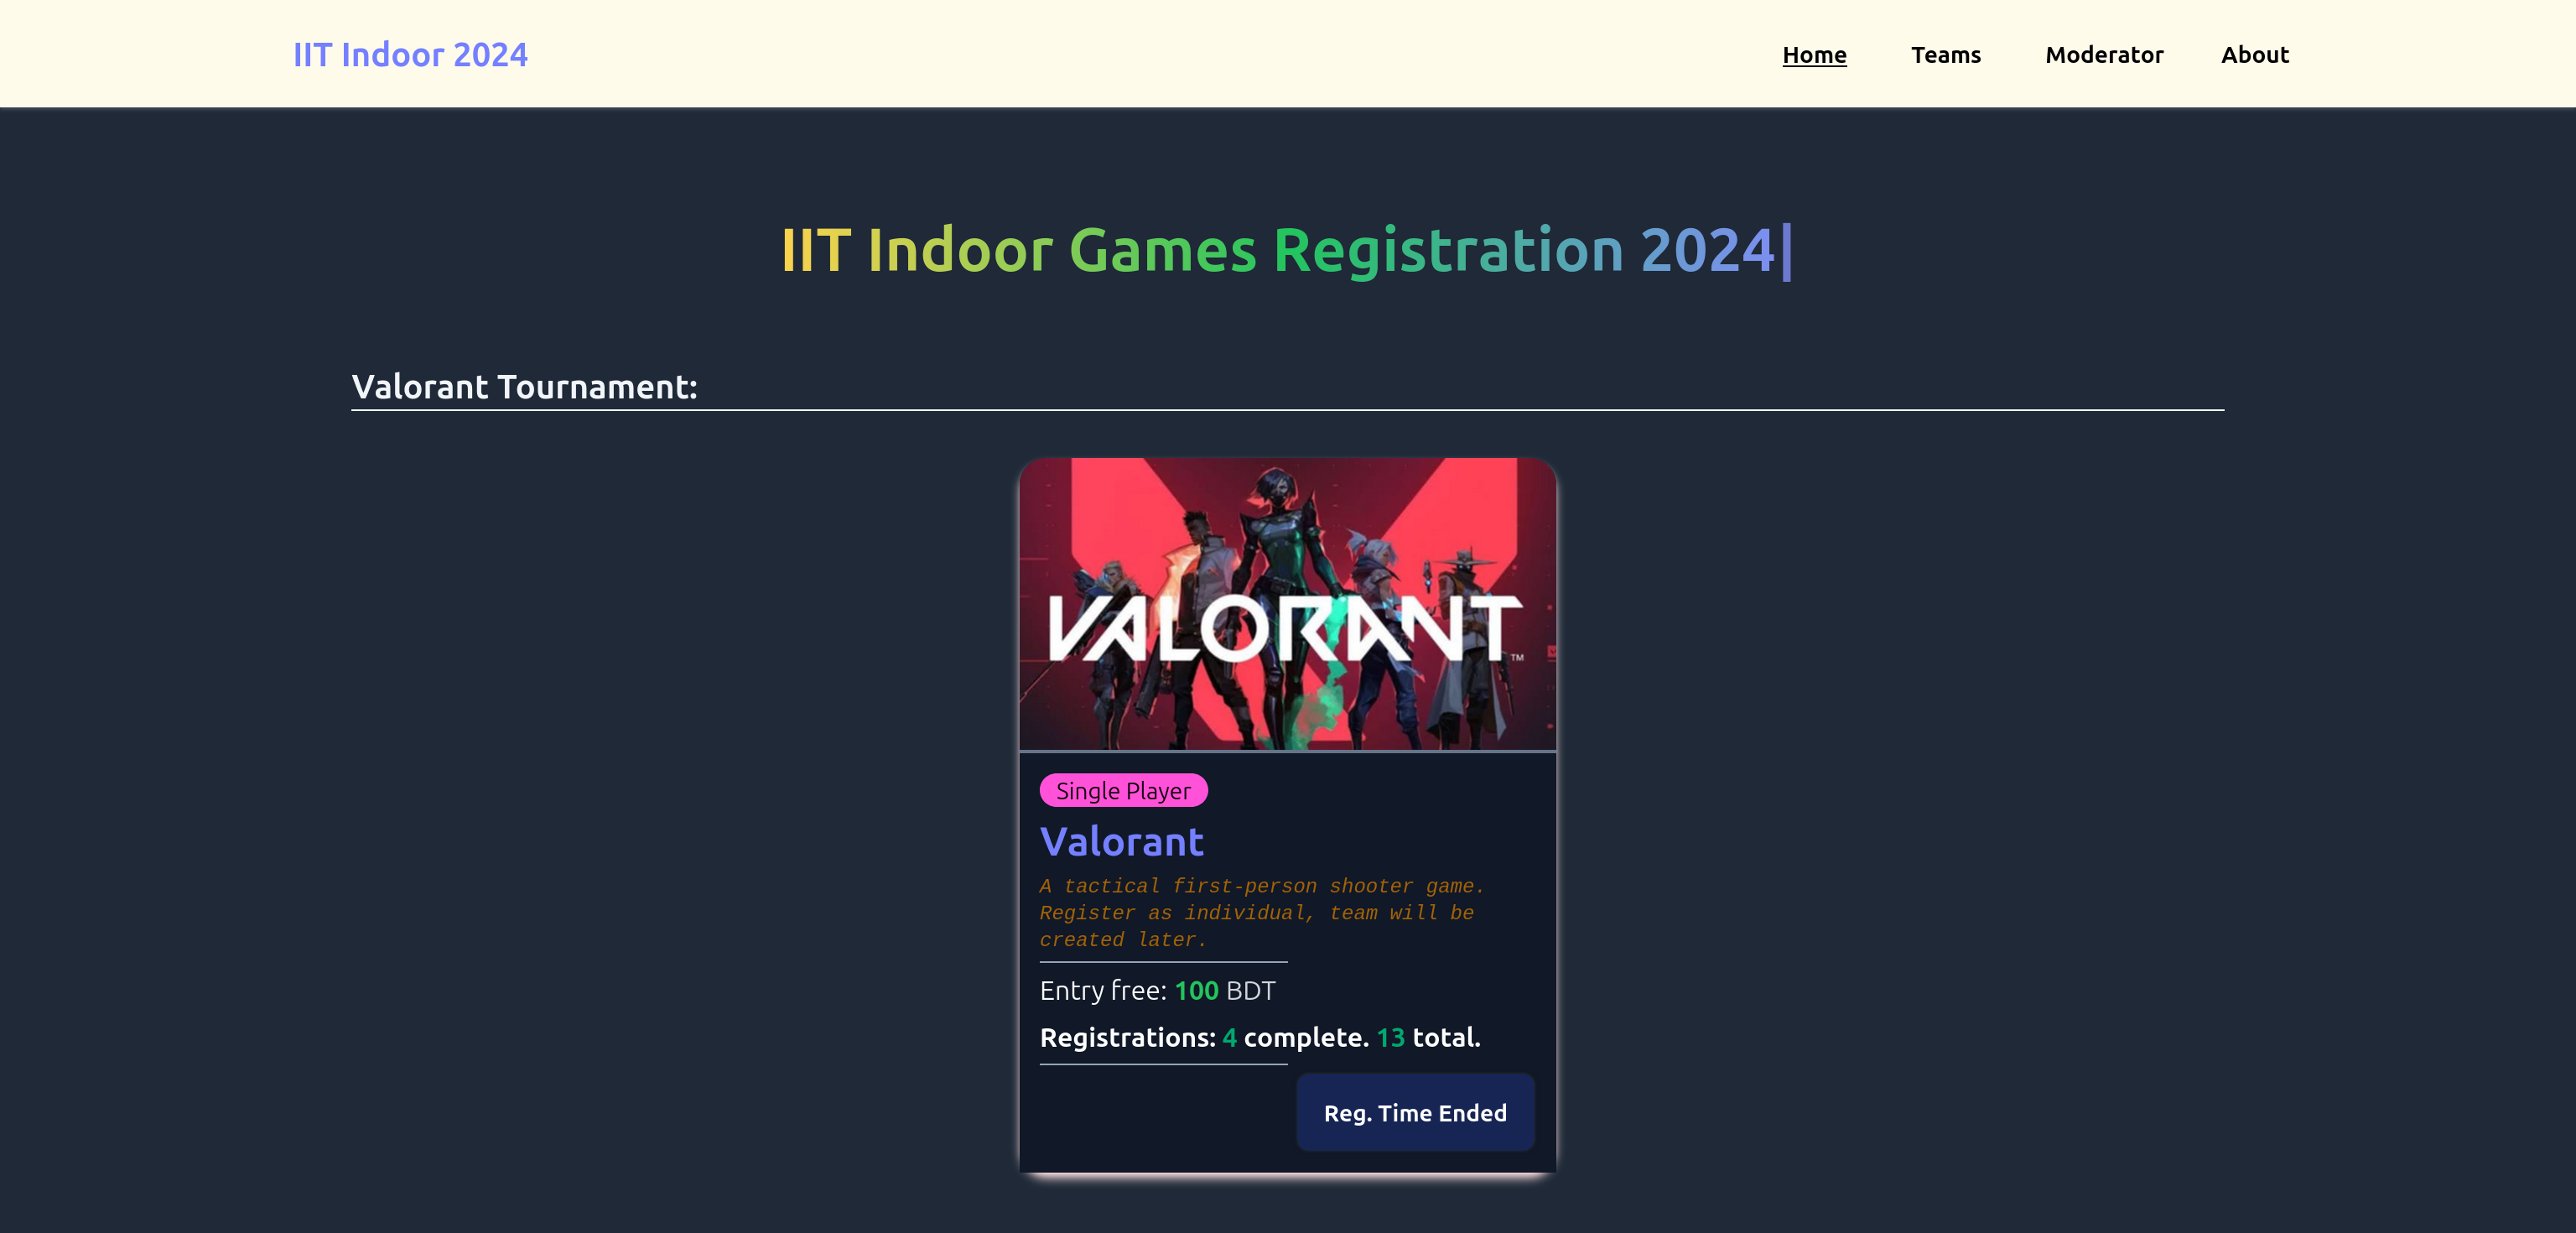 IIT Indoor 2024
Home Teams Moderator About
IIT Indoor Games Registration 2024|
Valorant Tournament:
VALORANT™
Single Player
Valorant
A tactical first-person shooter game.
Register as individual, team will be
created later.
Entry free: 100 BDT
Registrations: 4 complete. 13 total.
Reg. Time Ended